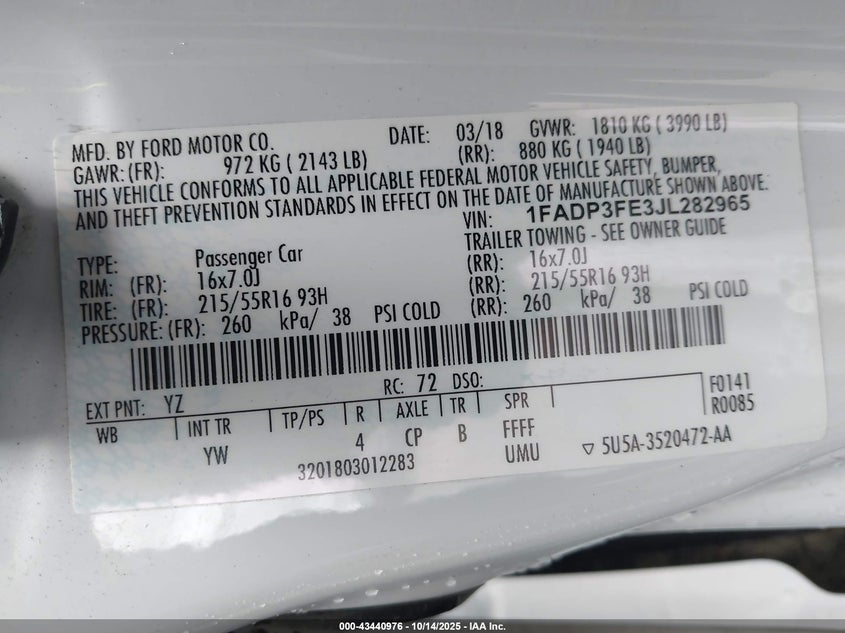 MFD. BY FORD MOTOR CO. DATE: 03/18 GVWR: 1810 KG ( 3990 LB)
GAWR: (FR): 972 KG ( 2143 LB) (RR): 880 KG ( 1940 LB)
THIS VEHICLE CONFORMS TO ALL APPLICABLE FEDERAL MOTOR VEHICLE SAFETY, BUMPER,
AND THEFT PREVENTION STANDARDS IN EFFECT ON THE DATE OF MANUFACTURE SHOWN ABOVE.
VIN: 1FADP3FE3JL282965
TYPE: Passenger Car TRAILER TOWING - SEE OWNER GUIDE
RIM: (FR): 16x7.0J (RR): 16x7.0J
TIRE: (FR): 215/55R16 93H (RR): 215/55R16 93H
PRESSURE: (FR): 260 kPa/ 38 PSI COLD (RR): 260 kPa/ 38 PSI COLD
RC: 72 DSO:
EXT PNT: YZ F0141
WB INT TR TP/PS R AXLE TR SPR R0085
YW 4 CP B FFFF
3201803012283 UMU ▽ 5U5A-3520472-AA
000-43440976 | 10/14/2025 - IAA Inc.